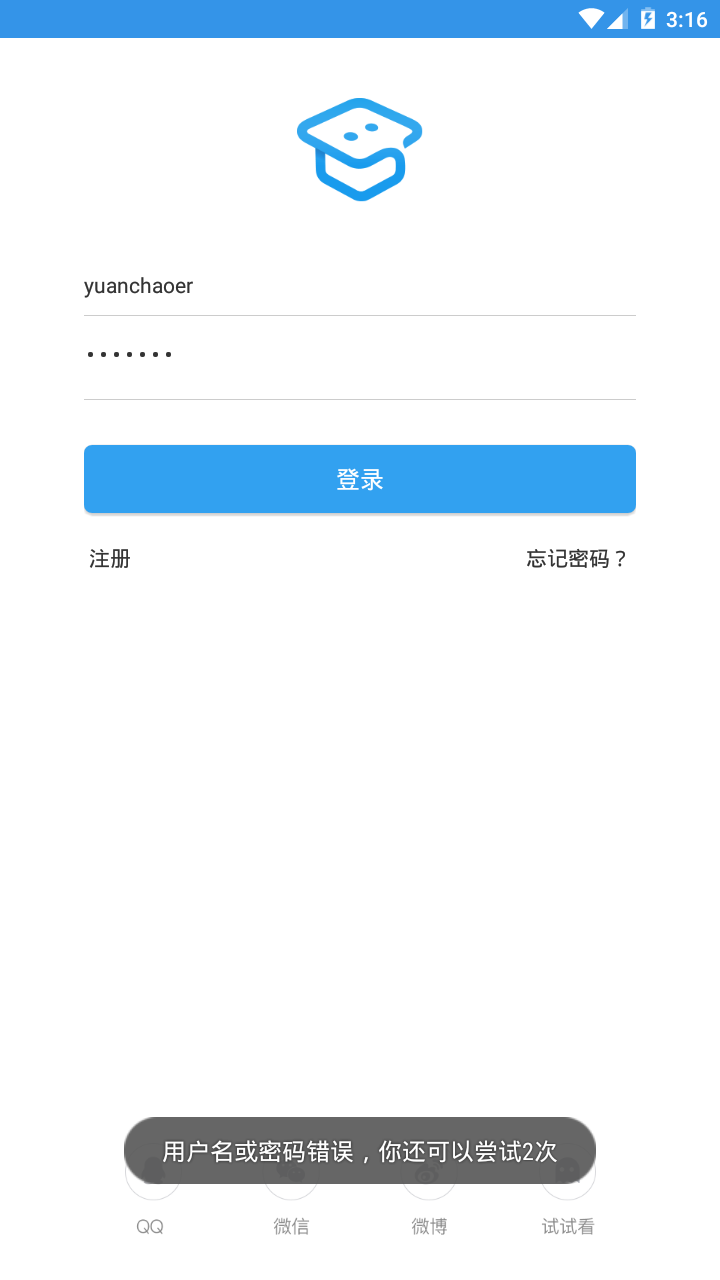 3:16
yuanchaoer
•••••••
登录
注册 忘记密码？
用户名或密码错误，你还可以尝试2次
QQ 微信 微博 试试看